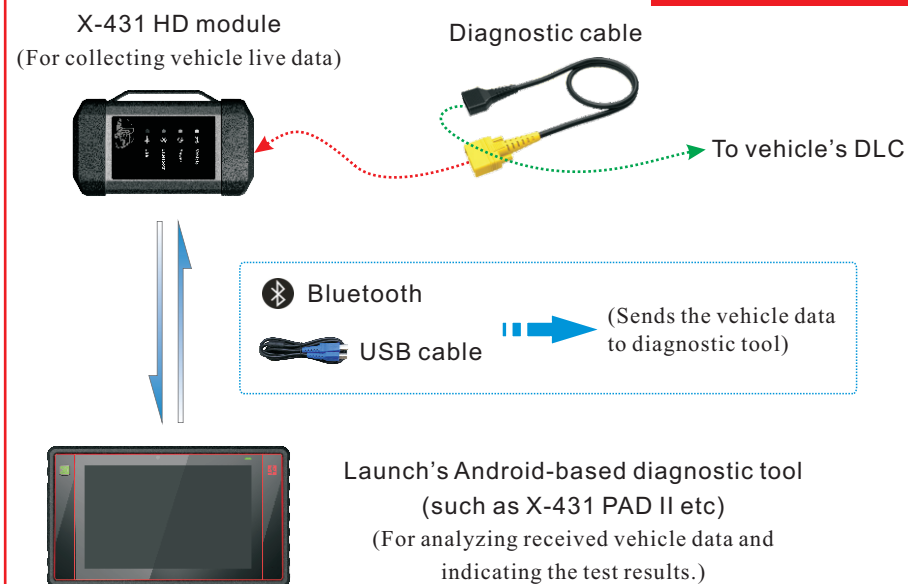 X-431 HD module
(For collecting vehicle live data)
Diagnostic cable
To vehicle's DLC
Bluetooth
USB cable
(Sends the vehicle data
to diagnostic tool)
Launch's Android-based diagnostic tool
(such as X-431 PAD II etc)
(For analyzing received vehicle data and
indicating the test results.)